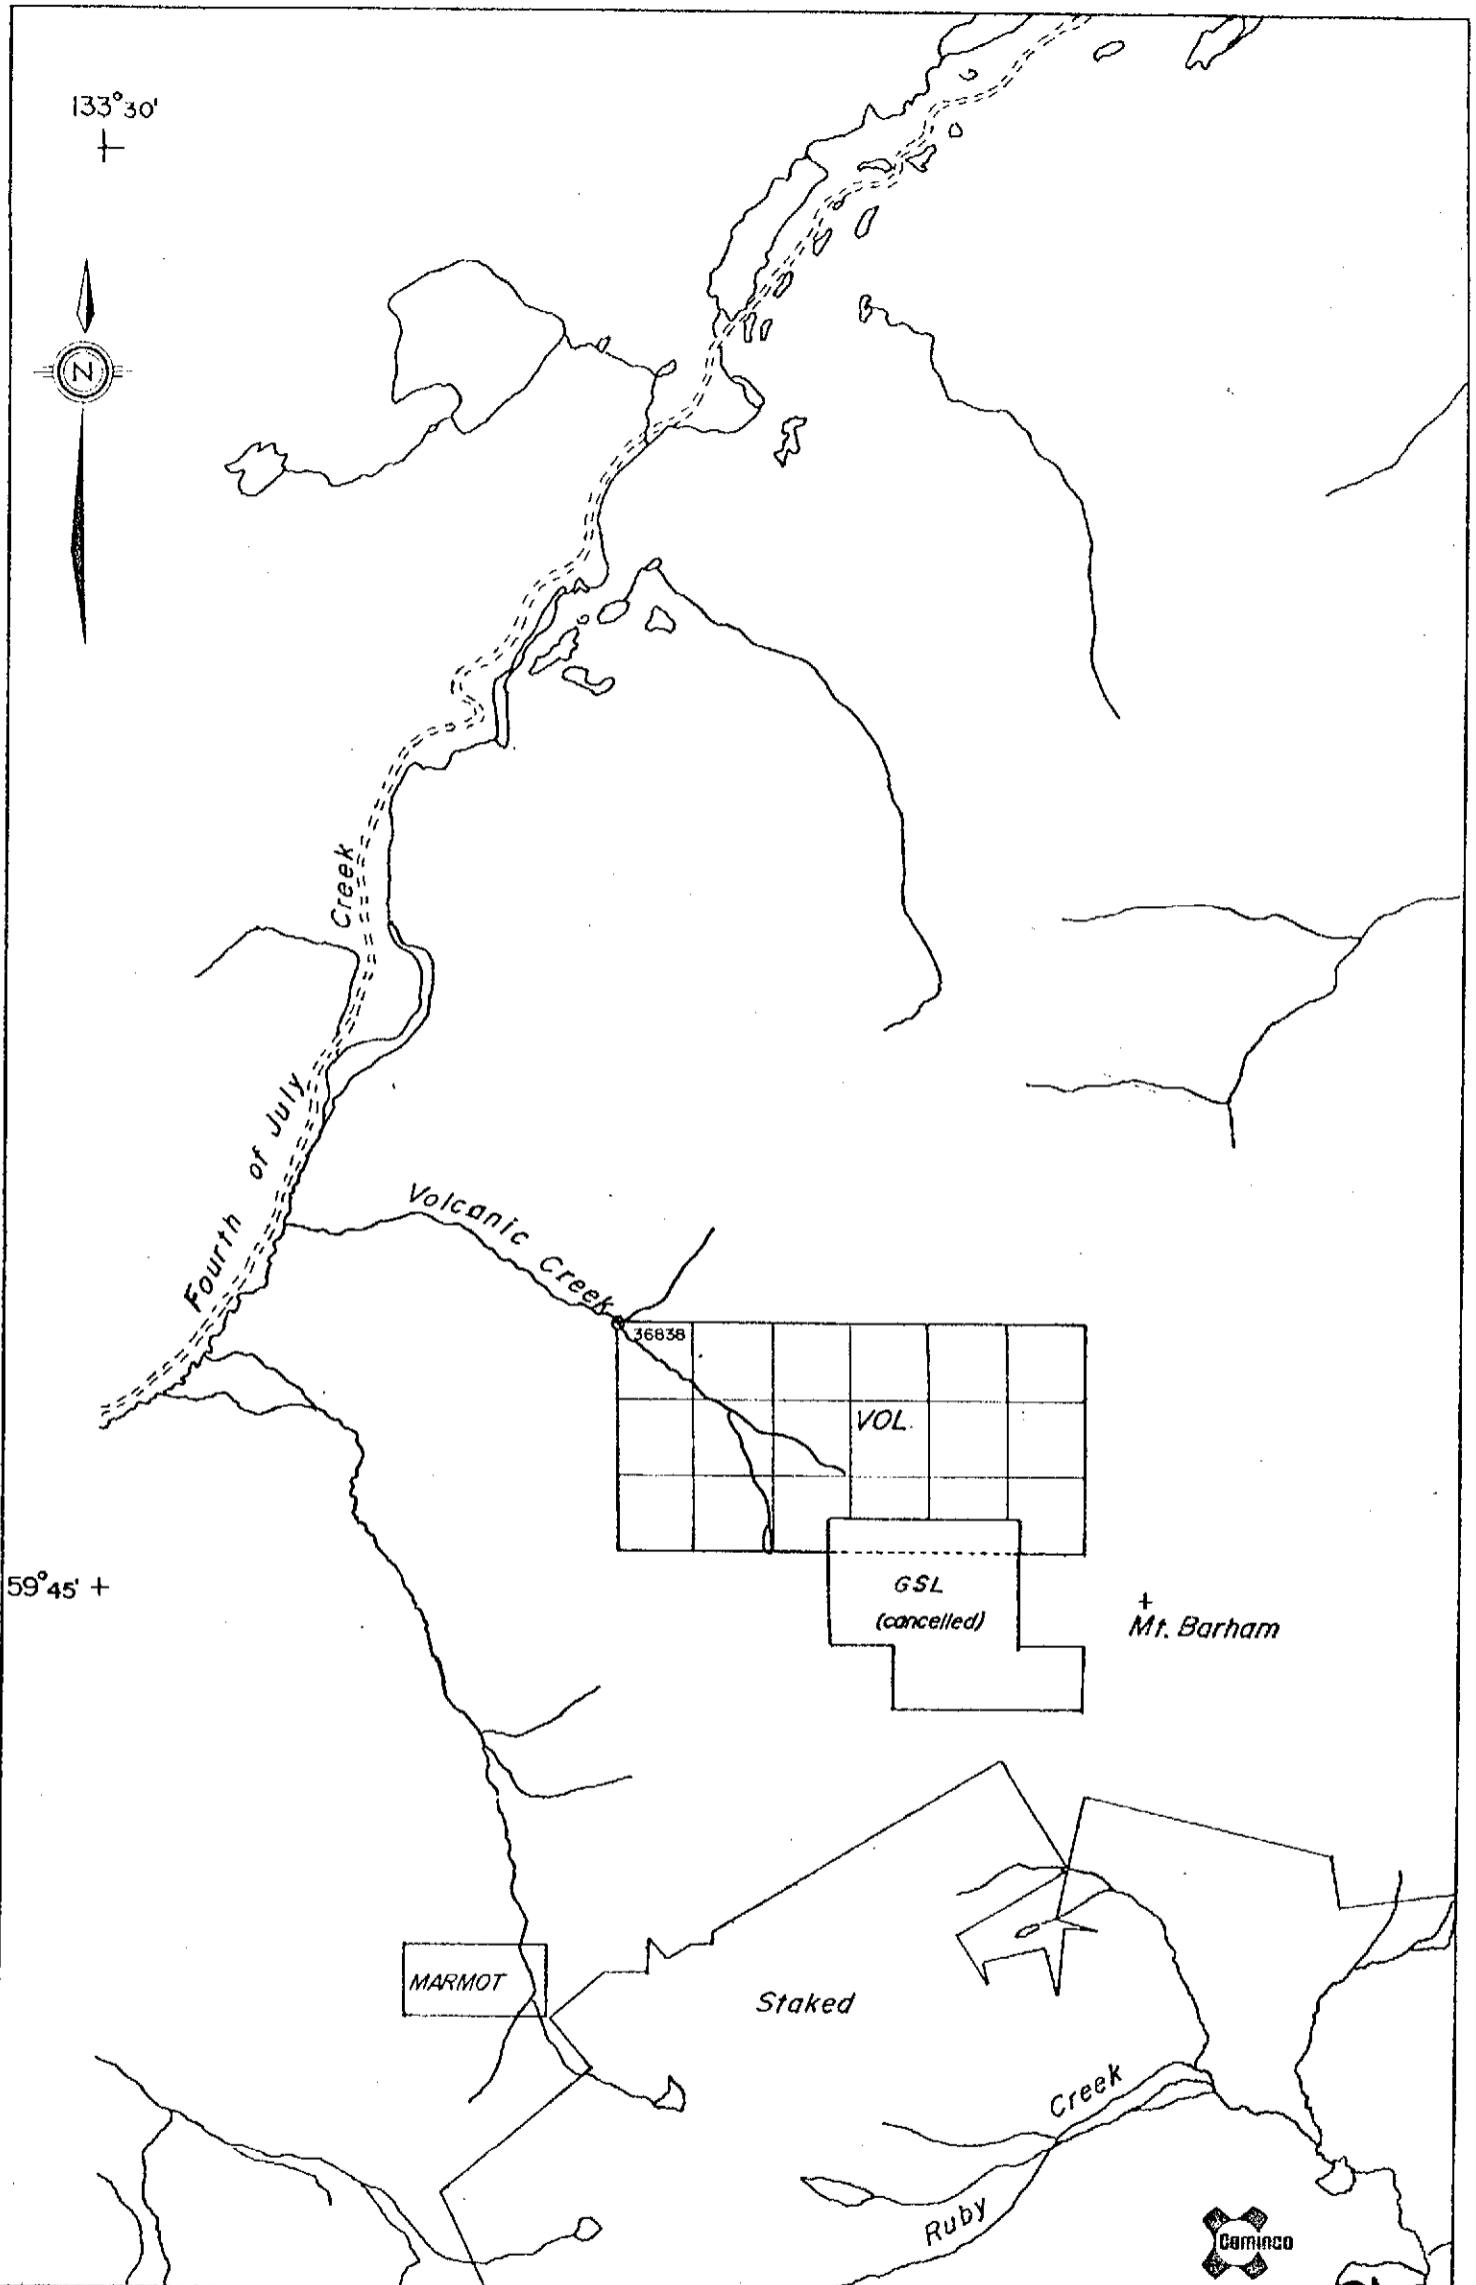 133°30'
N
Fourth of July Creek
Volcanic Creek
36838
VOL.
59°45'
GSL
(cancelled)
Mt. Barham
MARMOT
Staked
Ruby Creek
Cominco